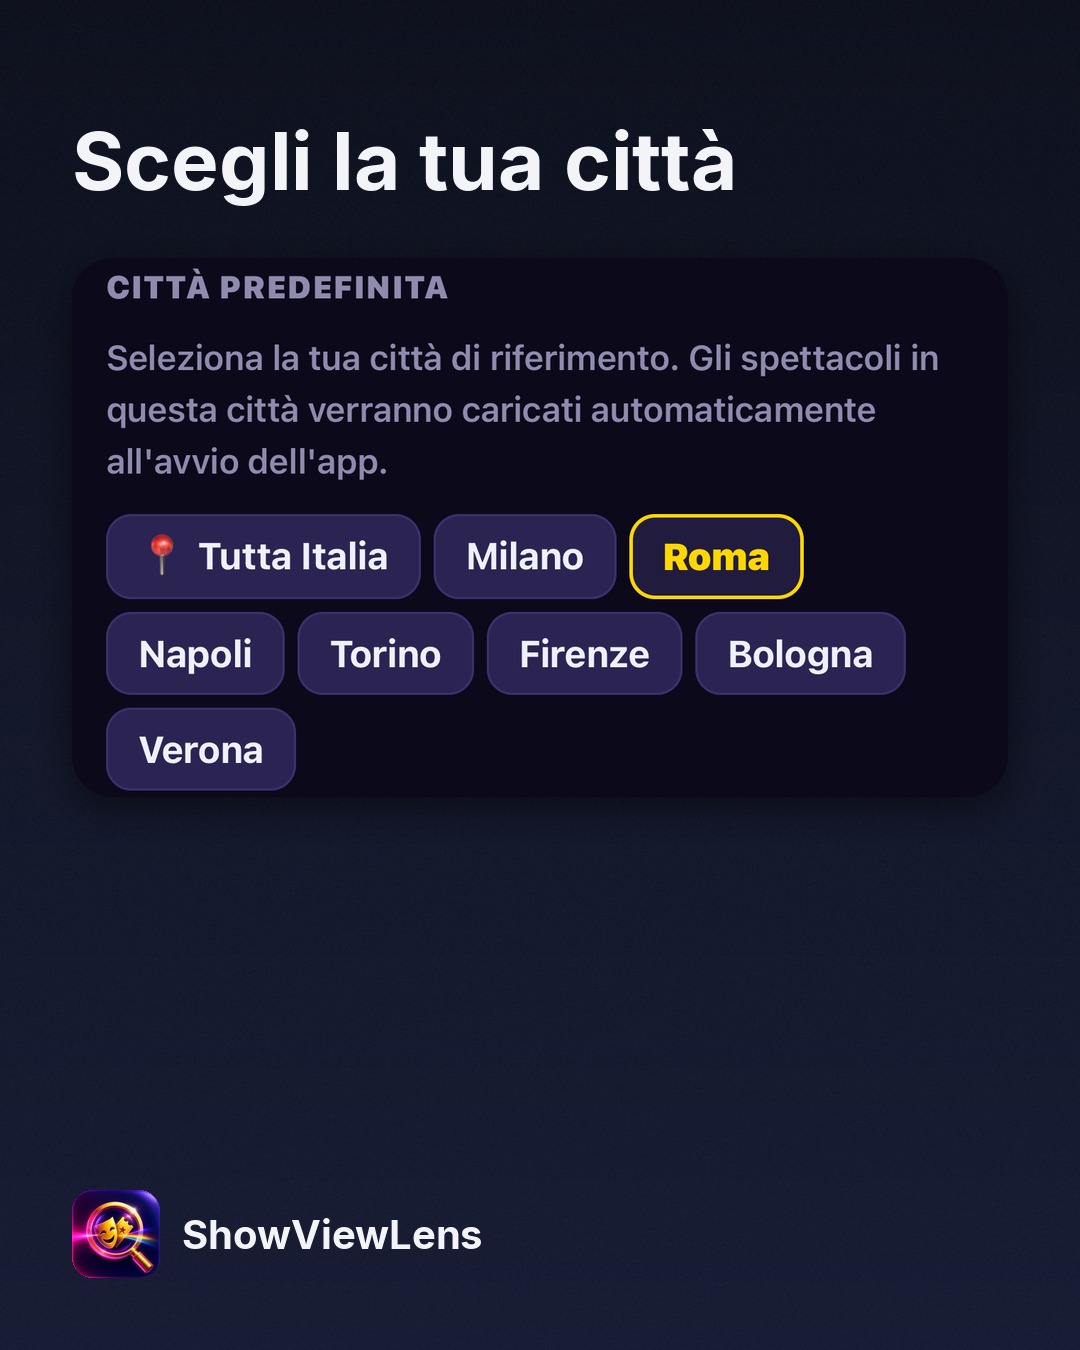 Scegli la tua città
CITTÀ PREDEFINITA
Seleziona la tua città di riferimento. Gli spettacoli in
questa città verranno caricati automaticamente
all'avvio dell'app.
📍 Tutta Italia Milano Roma
Napoli Torino Firenze Bologna
Verona
ShowViewLens